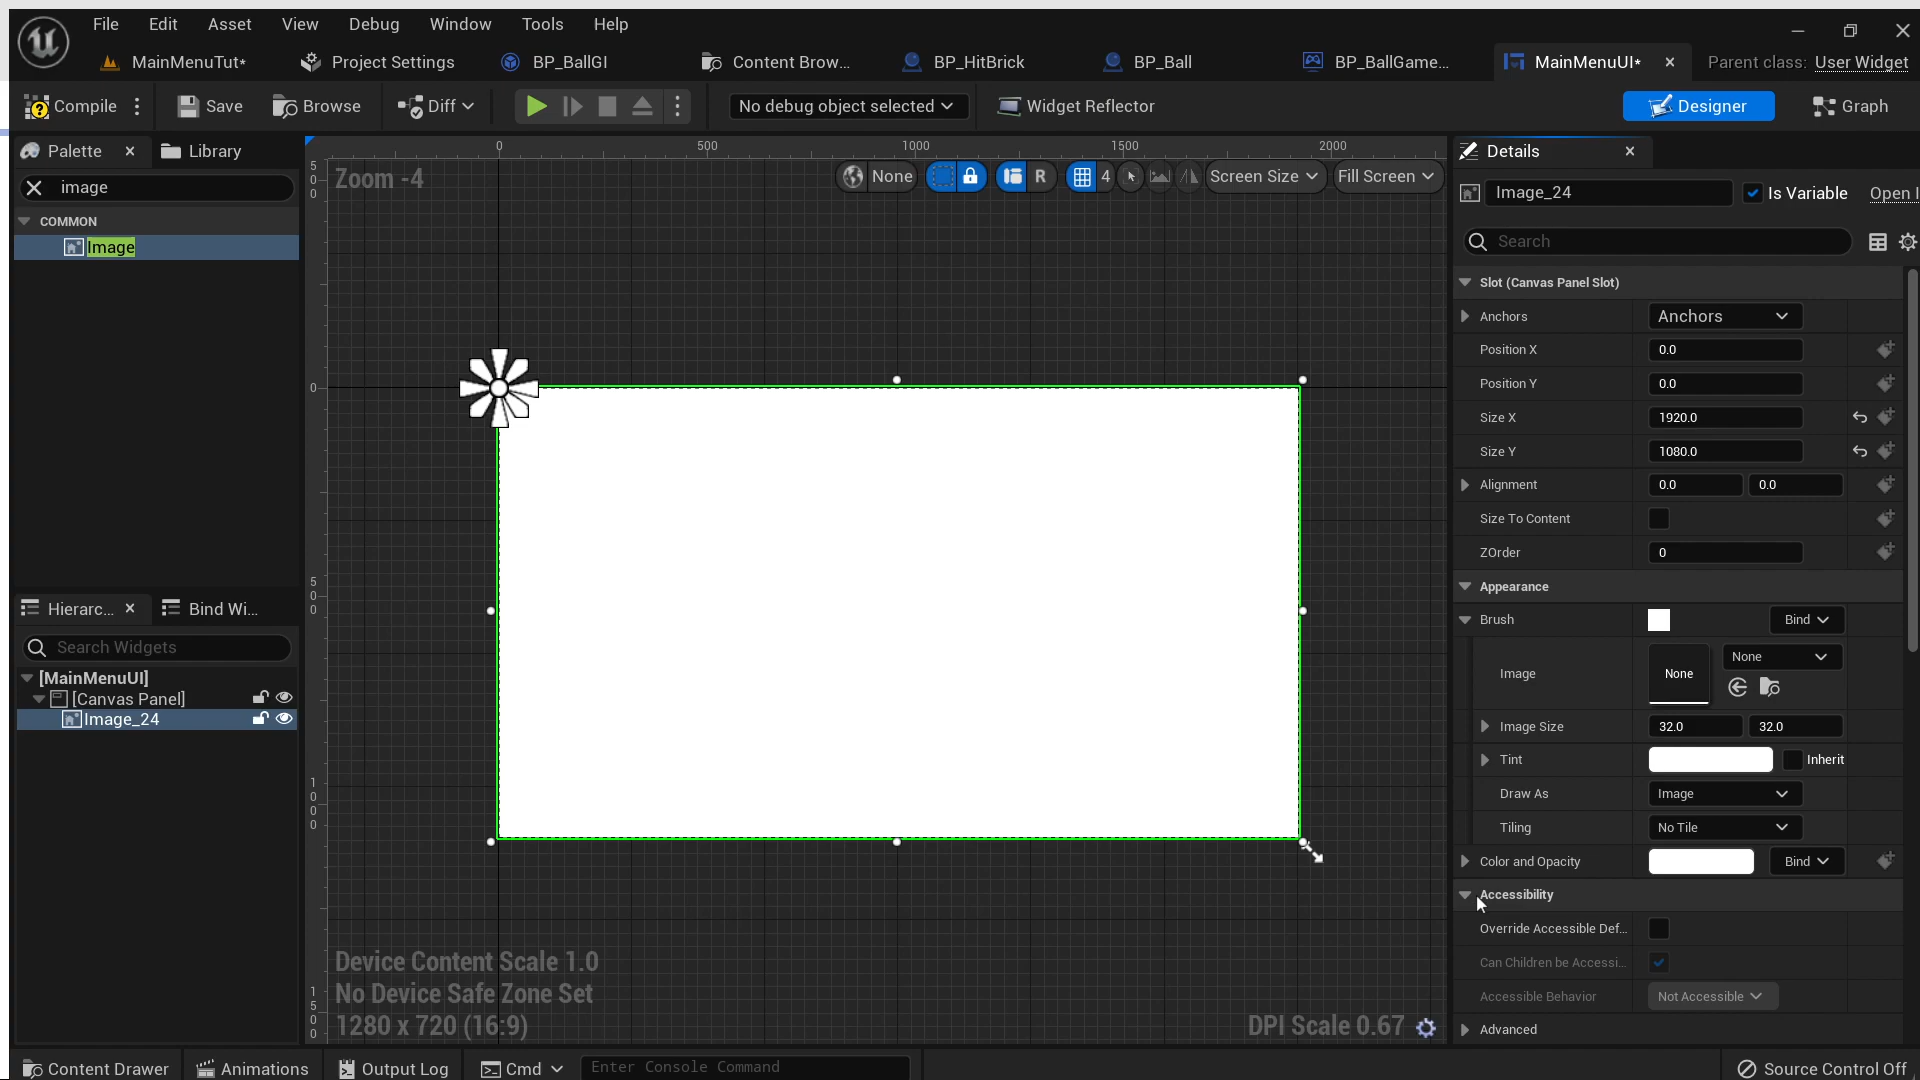 File Edit Asset View Debug Window Tools Help
MainMenuTut* Project Settings BP_BallGI Content Brow... BP_HitBrick BP_Ball BP_BallGame... MainMenuUI* Parent class: User Widget
Compile Save Browse Diff No debug object selected Widget Reflector Designer Graph
Palette Library
image
COMMON
Image
Hierarc... Bind Wi...
Search Widgets
[MainMenuUI]
[Canvas Panel]
Image_24
0 500 1000 1500 2000
Zoom -4 None R 4 Screen Size Fill Screen
500
0
500
1000
1500
Device Content Scale 1.0
No Device Safe Zone Set
1280 x 720 (16:9) DPI Scale 0.67
Details
Image_24 Is Variable Open I
Search
Slot (Canvas Panel Slot)
Anchors Anchors
Position X 0.0
Position Y 0.0
Size X 1920.0
Size Y 1080.0
Alignment 0.0 0.0
Size To Content
ZOrder 0
Appearance
Brush Bind
Image None None
Image Size 32.0 32.0
Tint Inherit
Draw As Image
Tiling No Tile
Color and Opacity Bind
Accessibility
Override Accessible Def...
Can Children be Accessi...
Accessible Behavior Not Accessible
Advanced
Content Drawer Animations Output Log Cmd Enter Console Command Source Control Off